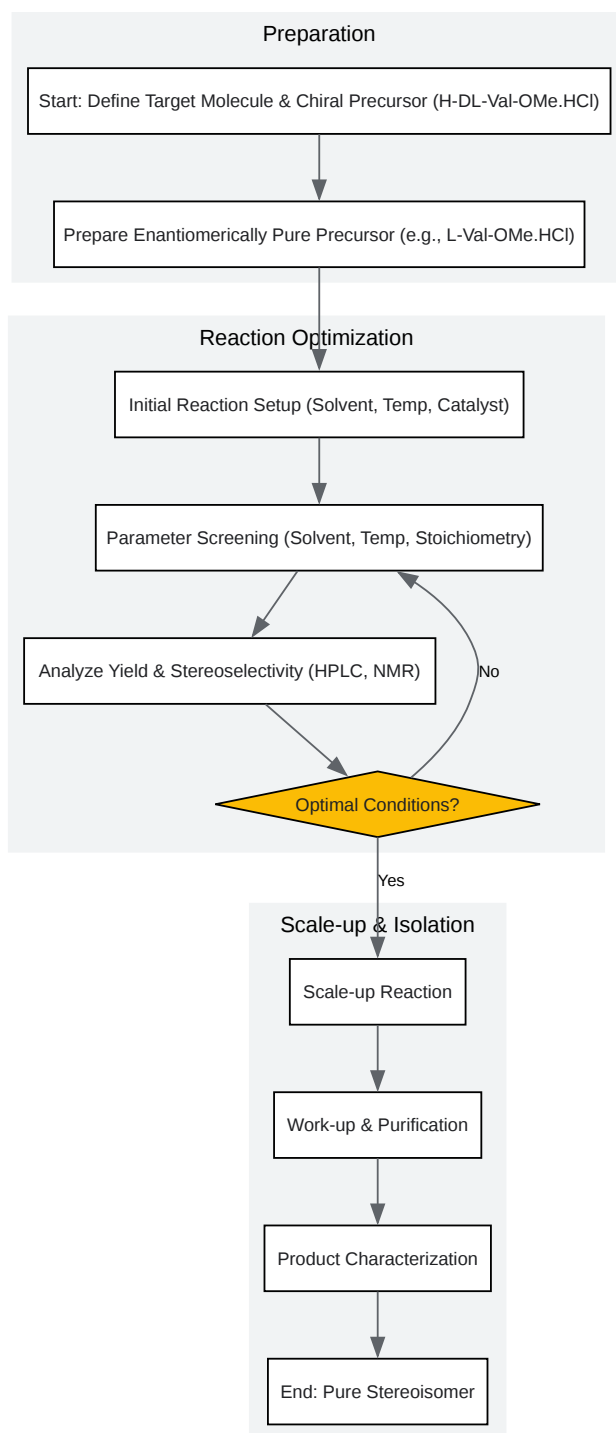 Preparation
Start: Define Target Molecule & Chiral Precursor (H-DL-Val-OMe.HCl)
Prepare Enantiomerically Pure Precursor (e.g., L-Val-OMe.HCl)
Reaction Optimization
Initial Reaction Setup (Solvent, Temp, Catalyst)
Parameter Screening (Solvent, Temp, Stoichiometry)
Analyze Yield & Stereoselectivity (HPLC, NMR)
No
Optimal Conditions?
Yes
Scale-up & Isolation
Scale-up Reaction
Work-up & Purification
Product Characterization
End: Pure Stereoisomer